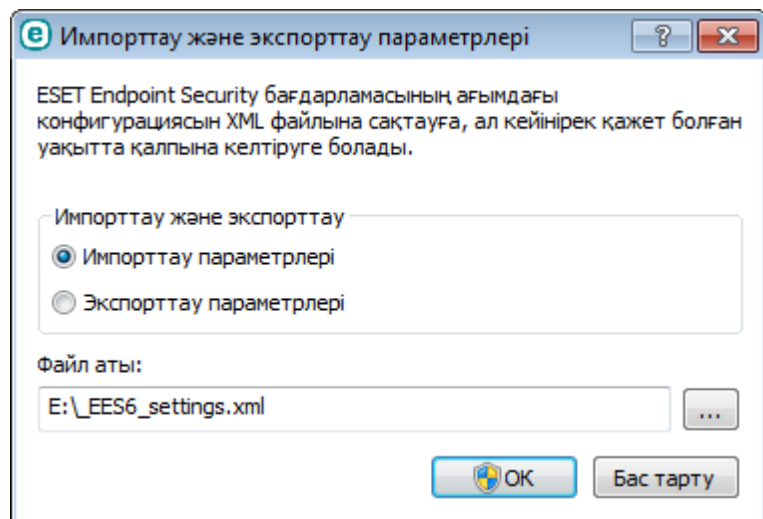 Импорттау және экспорттау параметрлері
ESET Endpoint Security бағдарламасының ағымдағы
конфигурациясын XML файлына сақтауға, ал кейінірек қажет болған
уақытта қалпына келтіруге болады.
Импорттау және экспорттау
Импорттау параметрлері
Экспорттау параметрлері
Файл аты:
E:\_EES6_settings.xml
...
OK
Бас тарту